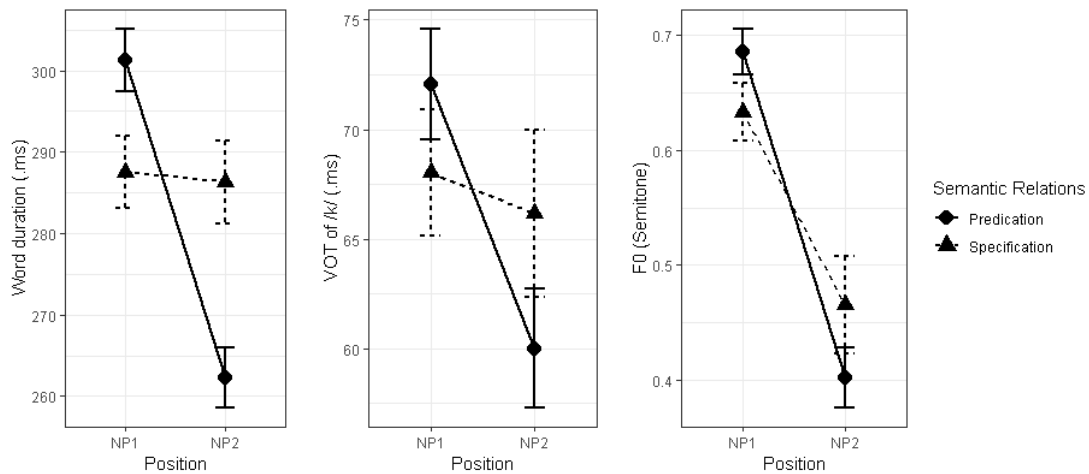 Word duration (.ms)
300
290
280
270
260
NP1 NP2
Position
VOT of /k/ (.ms)
75
70
65
60
NP1 NP2
Position
F0 (Semitone)
0.7
0.6
0.5
0.4
NP1 NP2
Position
Semantic Relations
Predication
Specification